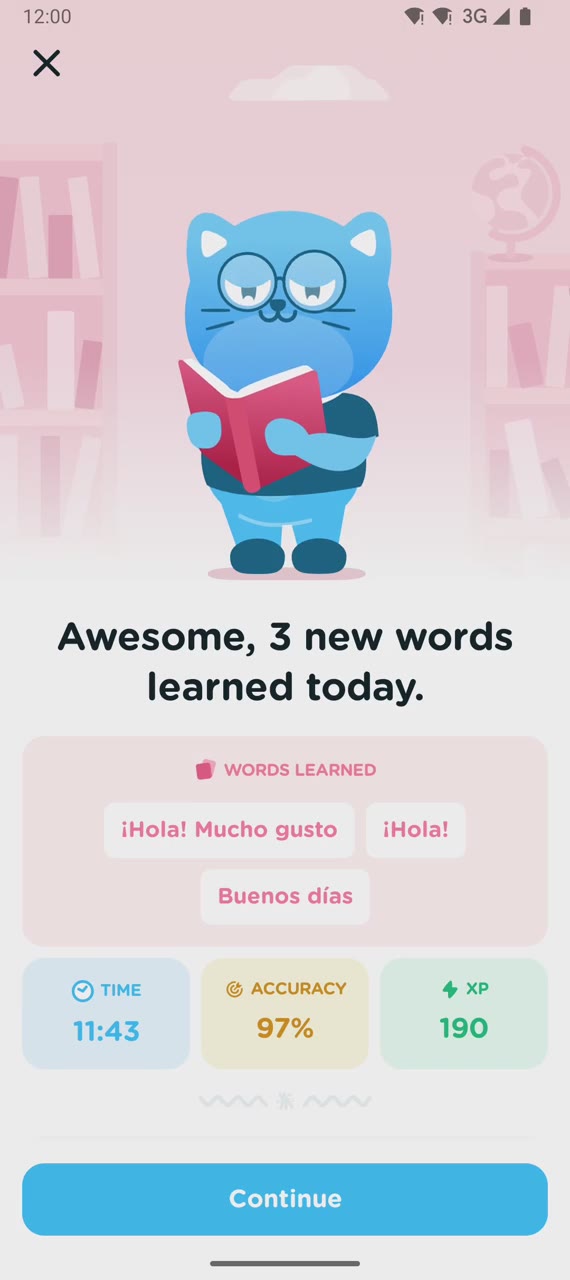 12:00
3G
Awesome, 3 new words
learned today.
WORDS LEARNED
¡Hola! Mucho gusto
¡Hola!
Buenos días
TIME
11:43
ACCURACY
97%
XP
190
Continue